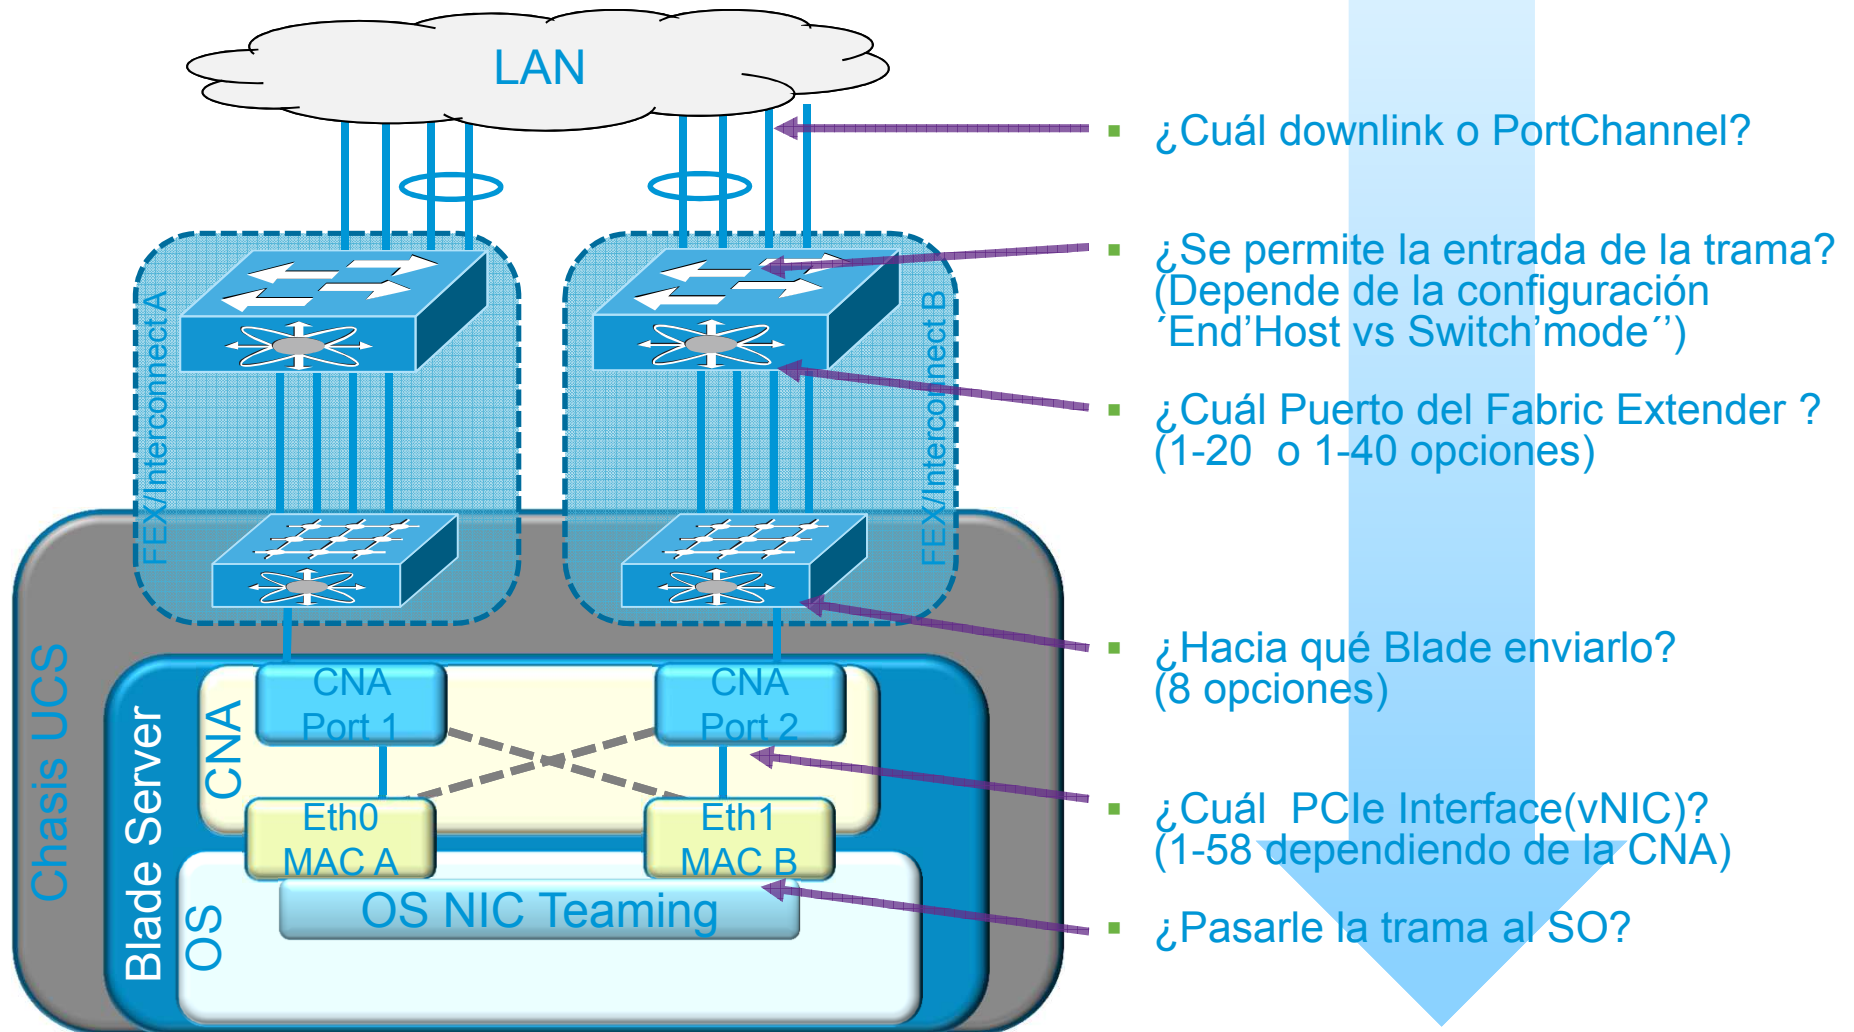 LAN
FEX/Interconnect A
FEX/Interconnect B
Chasis UCS
Blade Server
CNA
CNA
Port 1
CNA
Port 2
Eth0
MAC A
Eth1
MAC B
OS
OS NIC Teaming
▪ ¿Cuál downlink o PortChannel?
▪ ¿Se permite la entrada de la trama?
(Depende de la configuración
´End’Host vs Switch’mode´’)
▪ ¿Cuál Puerto del Fabric Extender ?
(1-20 o 1-40 opciones)
▪ ¿Hacia qué Blade enviarlo?
(8 opciones)
▪ ¿Cuál PCIe Interface(vNIC)?
(1-58 dependiendo de la CNA)
▪ ¿Pasarle la trama al SO?